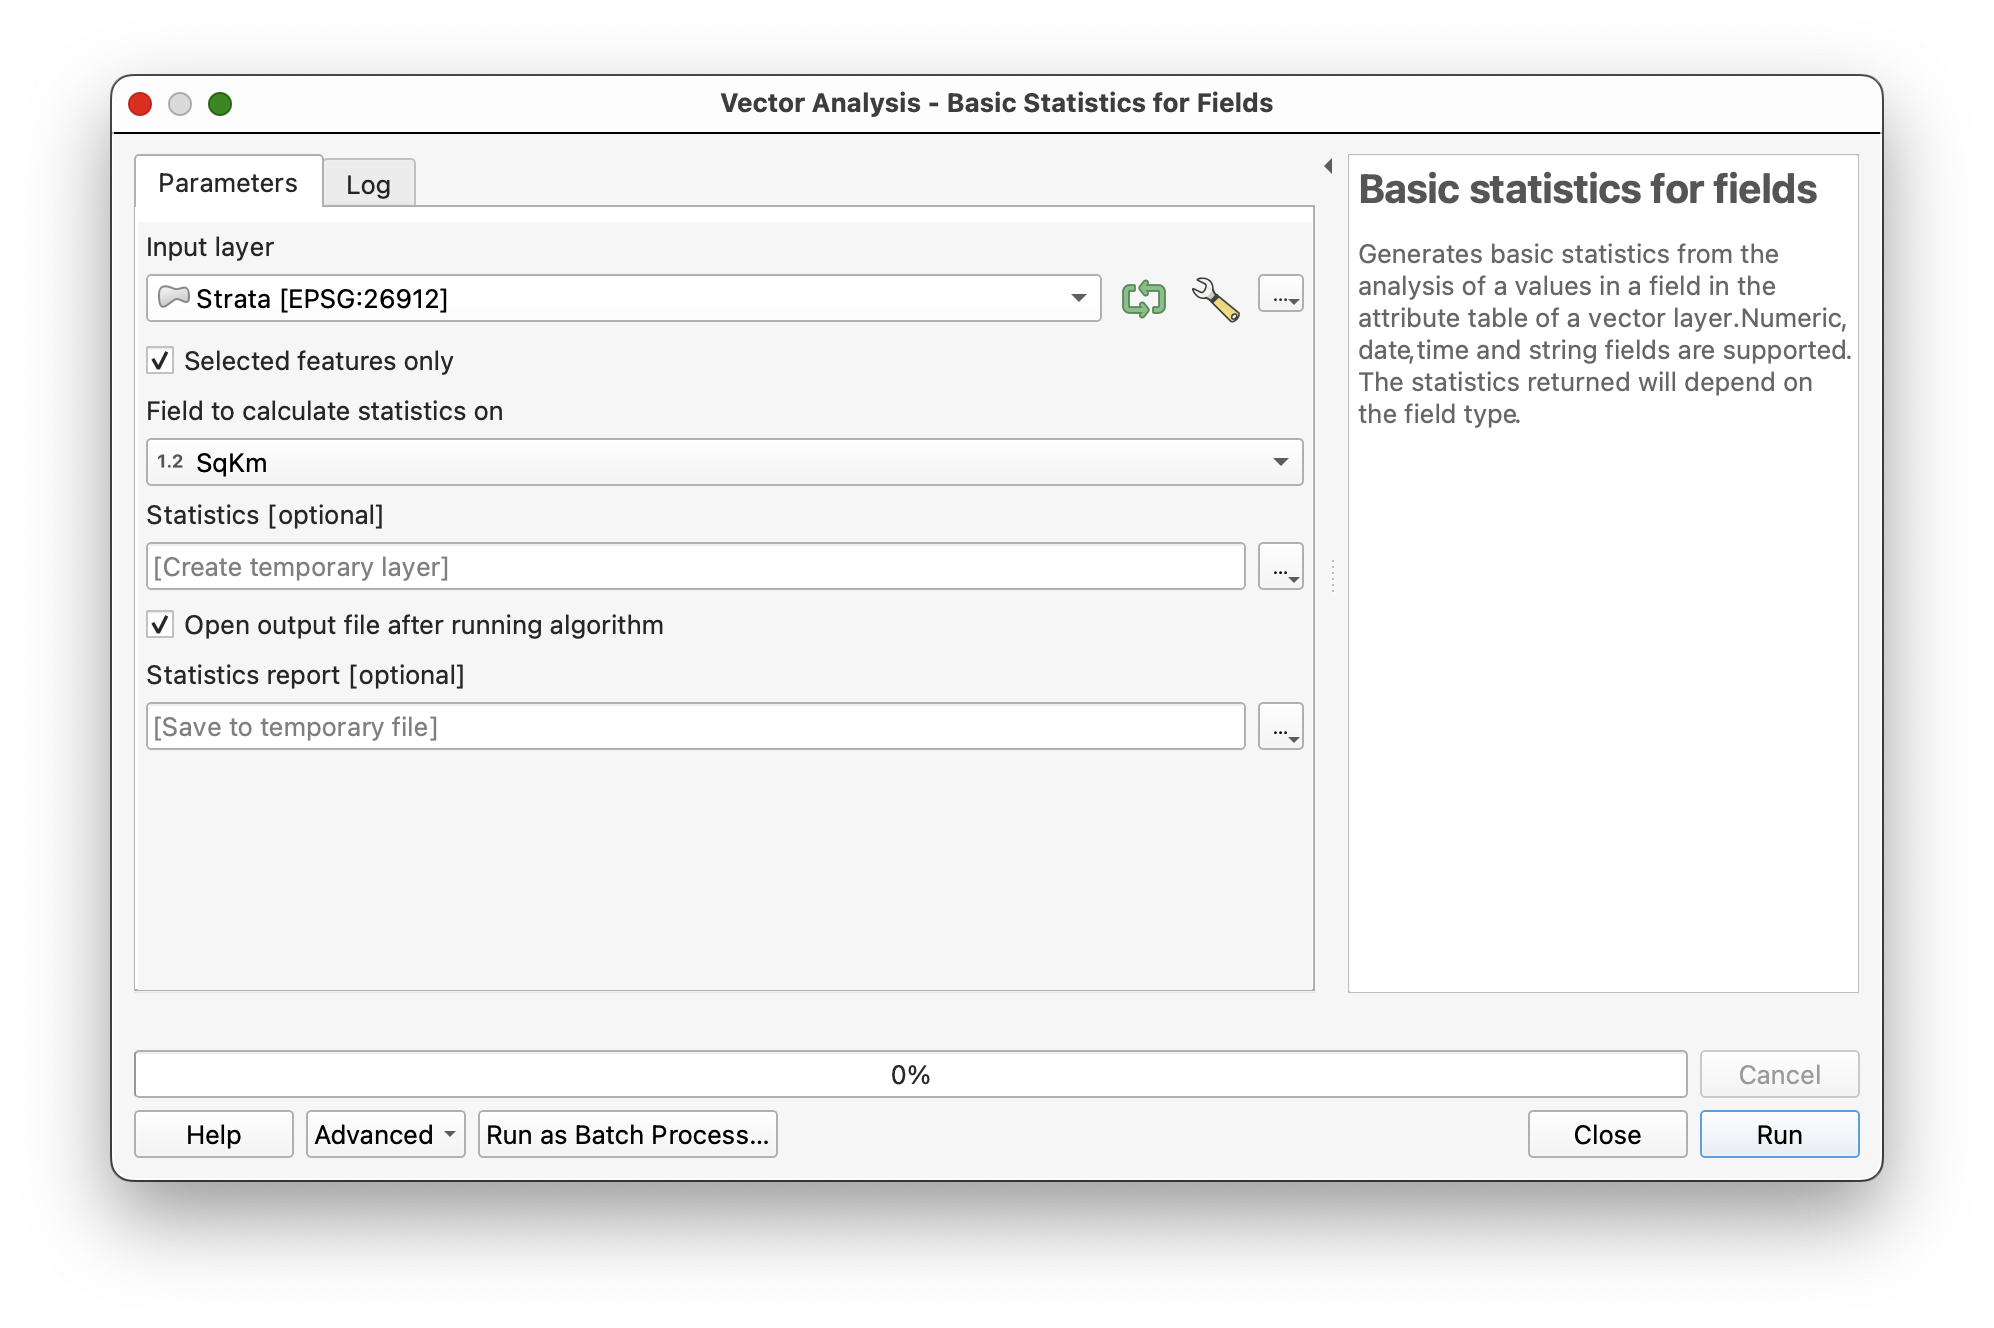 Vector Analysis - Basic Statistics for Fields
Parameters
Log
Input layer
Strata [EPSG:26912]
...
Selected features only
Field to calculate statistics on
1.2 SqKm
Statistics [optional]
[Create temporary layer]
...
Open output file after running algorithm
Statistics report [optional]
[Save to temporary file]
...
Basic statistics for fields
Generates basic statistics from the
analysis of a values in a field in the
attribute table of a vector layer.Numeric,
date,time and string fields are supported.
The statistics returned will depend on
the field type.
0%
Cancel
Help
Advanced
Run as Batch Process...
Close
Run